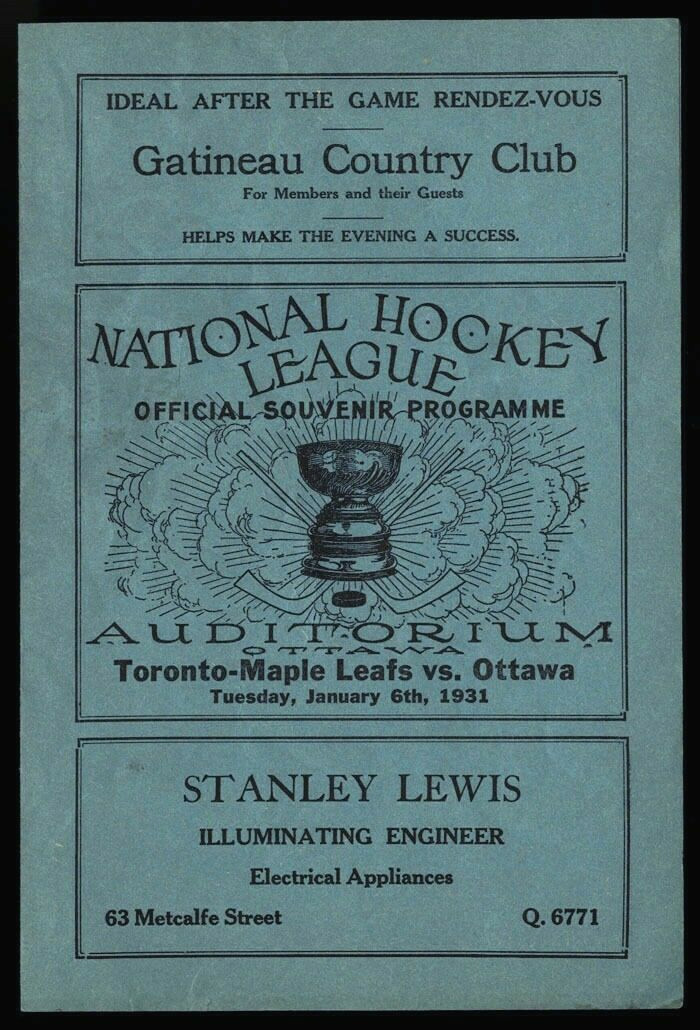 IDEAL AFTER THE GAME RENDEZ-VOUS
Gatineau Country Club
For Members and their Guests
HELPS MAKE THE EVENING A SUCCESS.
NATIONAL HOCKEY
LEAGUE
OFFICIAL SOUVENIR PROGRAMME
AUDITORIUM
OTTAWA
Toronto-Maple Leafs vs. Ottawa
Tuesday, January 6th, 1931
STANLEY LEWIS
ILLUMINATING ENGINEER
Electrical Appliances
63 Metcalfe Street Q. 6771